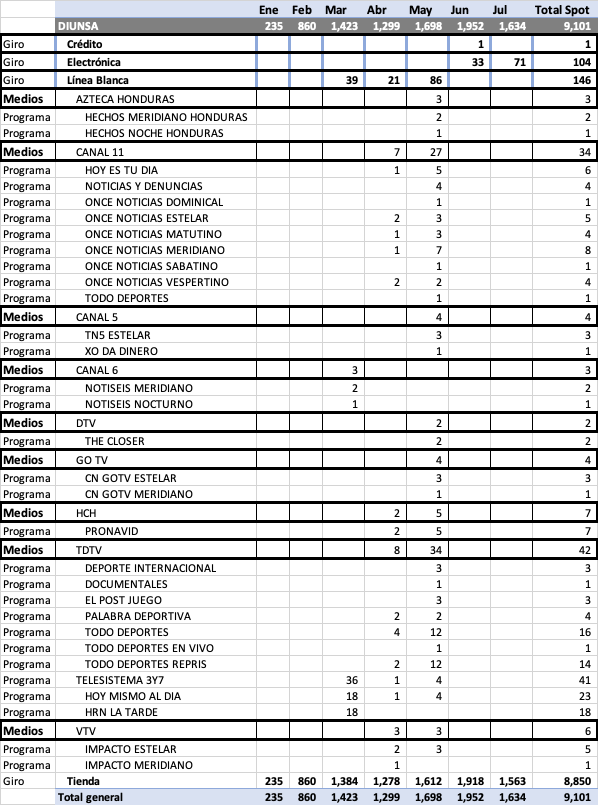 Ene Feb Mar Abr May Jun Jul Total Spot
DIUNSA 235 860 1,423 1,299 1,698 1,952 1,634 9,101
Giro Crédito 1 1
Giro Electrónica 33 71 104
Giro Línea Blanca 39 21 86 146
Medios AZTECA HONDURAS 3 3
Programa HECHOS MERIDIANO HONDURAS 2 2
Programa HECHOS NOCHE HONDURAS 1 1
Medios CANAL 11 7 27 34
Programa HOY ES TU DIA 1 5 6
Programa NOTICIAS Y DENUNCIAS 4 4
Programa ONCE NOTICIAS DOMINICAL 1 1
Programa ONCE NOTICIAS ESTELAR 2 3 5
Programa ONCE NOTICIAS MATUTINO 1 3 4
Programa ONCE NOTICIAS MERIDIANO 1 7 8
Programa ONCE NOTICIAS SABATINO 1 1
Programa ONCE NOTICIAS VESPERTINO 2 2 4
Programa TODO DEPORTES 1 1
Medios CANAL 5 4 4
Programa TN5 ESTELAR 3 3
Programa XO DA DINERO 1 1
Medios CANAL 6 3 3
Programa NOTISEIS MERIDIANO 2 2
Programa NOTISEIS NOCTURNO 1 1
Medios DTV 2 2
Programa THE CLOSER 2 2
Medios GO TV 4 4
Programa CN GOTV ESTELAR 3 3
Programa CN GOTV MERIDIANO 1 1
Medios HCH 2 5 7
Programa PRONAVID 2 5 7
Medios TDTV 8 34 42
Programa DEPORTE INTERNACIONAL 3 3
Programa DOCUMENTALES 1 1
Programa EL POST JUEGO 3 3
Programa PALABRA DEPORTIVA 2 2 4
Programa TODO DEPORTES 4 12 16
Programa TODO DEPORTES EN VIVO 1 1
Programa TODO DEPORTES REPRIS 2 12 14
Programa TELESISTEMA 3Y7 36 1 4 41
Programa HOY MISMO AL DIA 18 1 4 23
Programa HRN LA TARDE 18 18
Medios VTV 3 3 6
Programa IMPACTO ESTELAR 2 3 5
Programa IMPACTO MERIDIANO 1 1
Giro Tienda 235 860 1,384 1,278 1,612 1,918 1,563 8,850
Total general 235 860 1,423 1,299 1,698 1,952 1,634 9,101